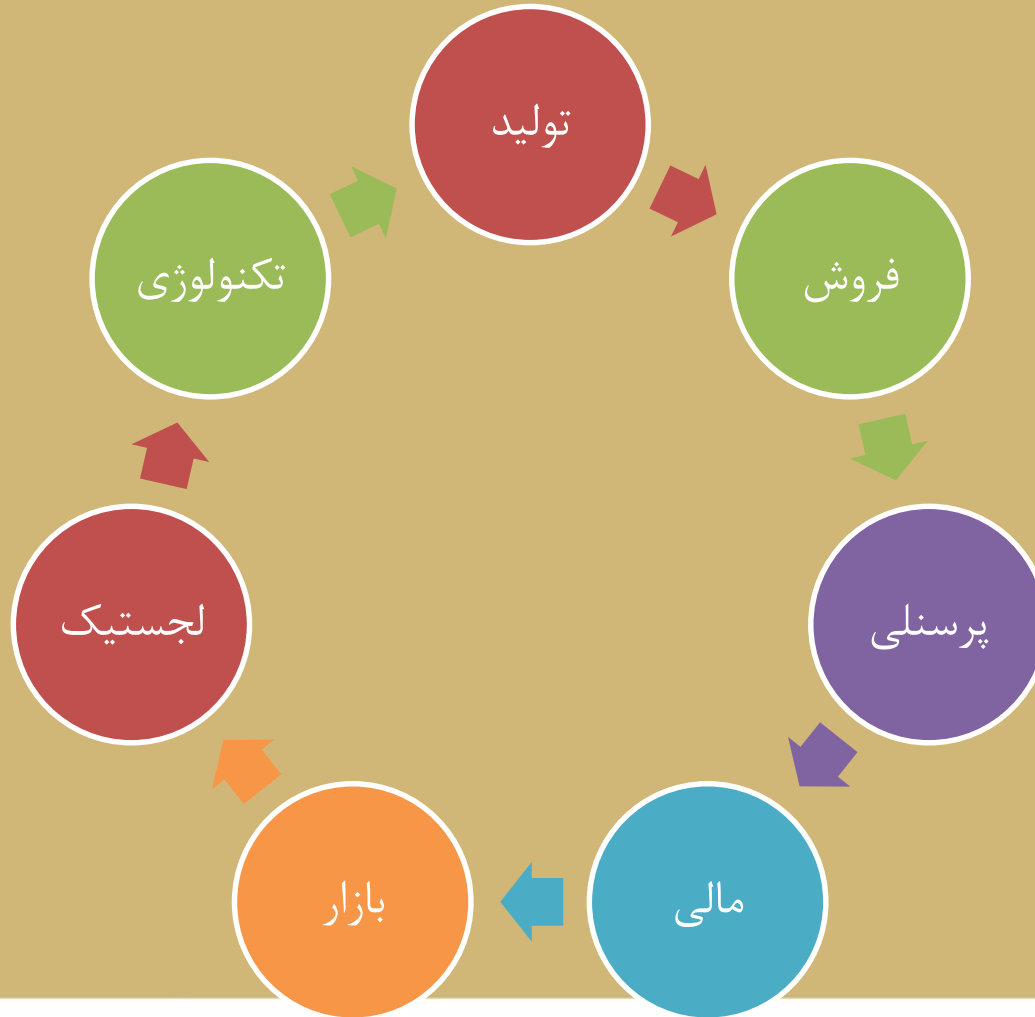 تولید
فروش
پرسنلی
مالی
بازار
لجستیک
تکنولوژی